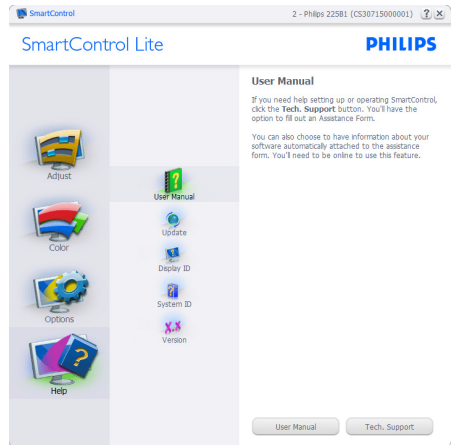 SmartControl
2 - Philips 225B1 (CS30715000001)
SmartControl Lite
PHILIPS
Adjust
Color
Options
Help
User Manual
Update
Display ID
System ID
X.X
Version
User Manual
If you need help setting up or operating SmartControl,
click the Tech. Support button. You'll have the
option to fill out an Assistance Form.
You can also choose to have information about your
software automatically attached to the assistance
form. You'll need to be online to use this feature.
User Manual
Tech. Support